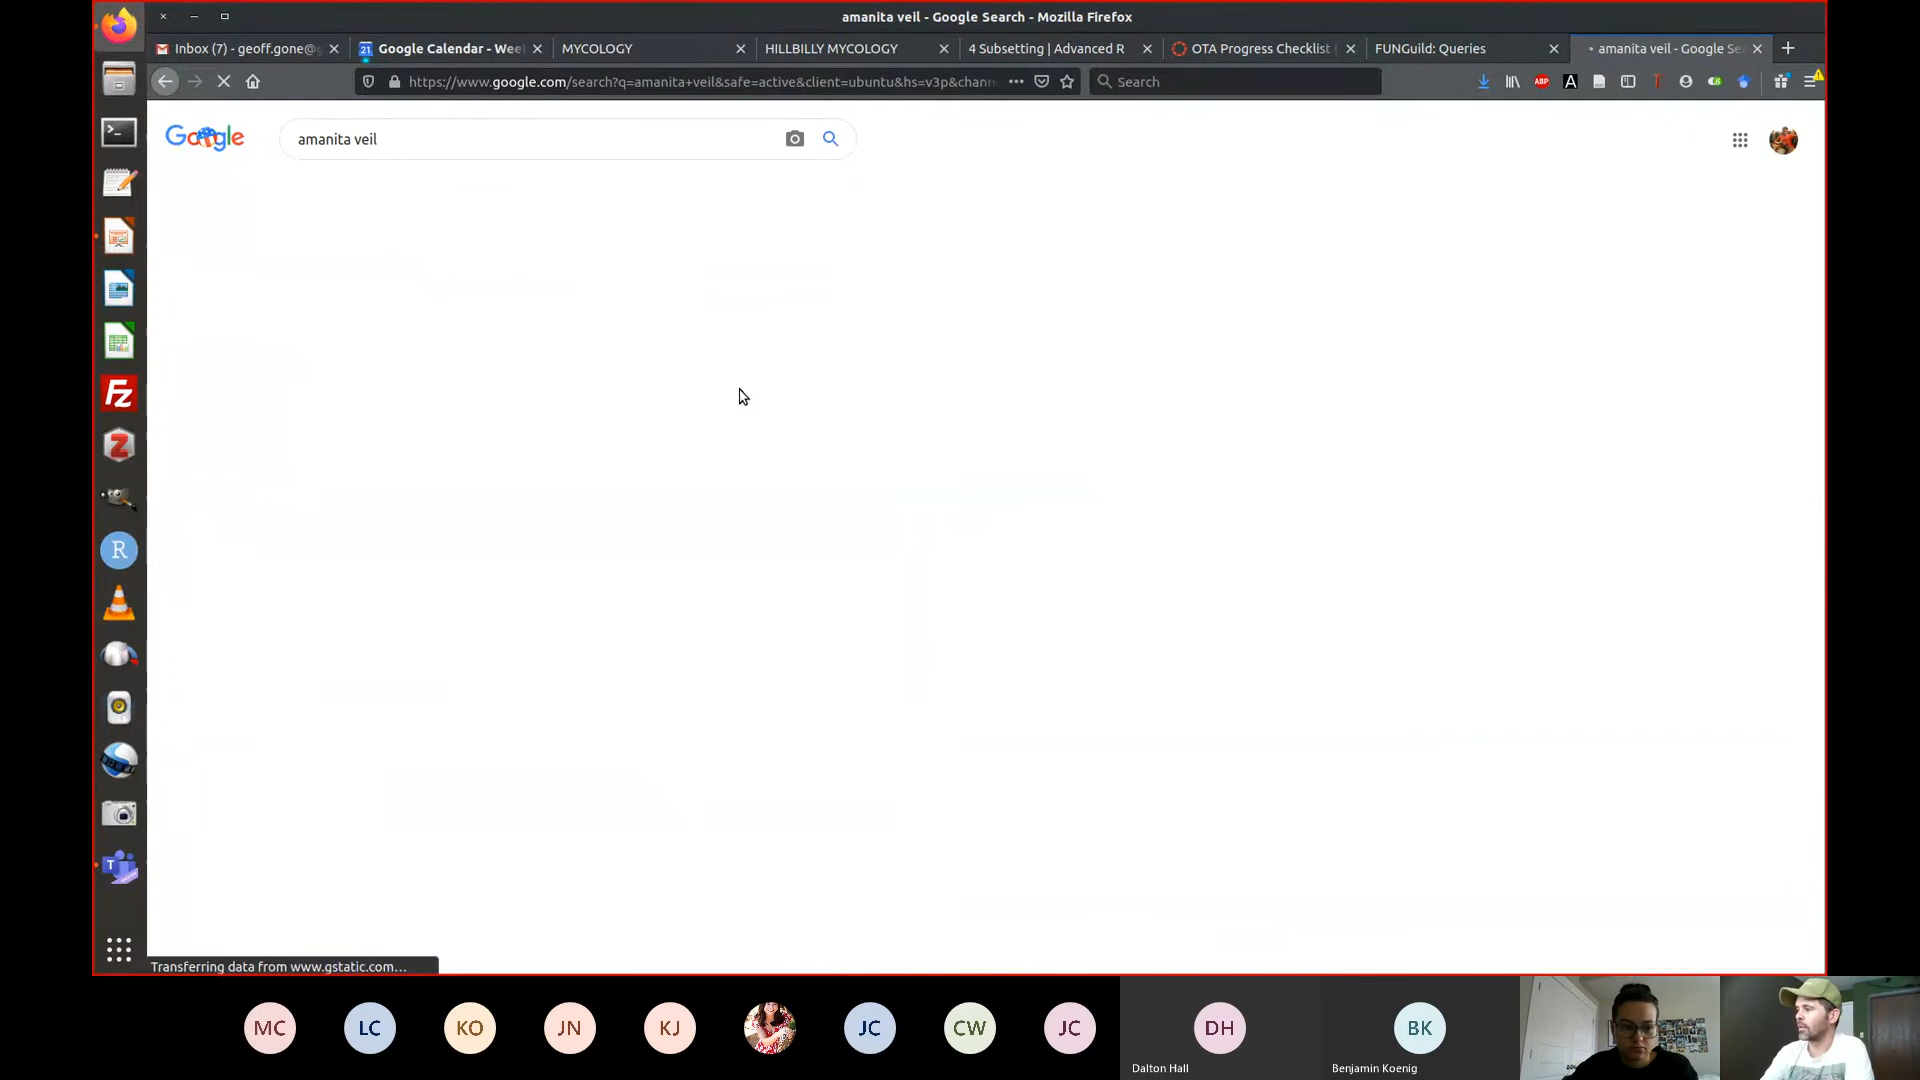 amanita veil - Google Search - Mozilla Firefox
Inbox (7) - geoff.gone@g
Google Calendar - Wee
MYCOLOGY
HILLBILLY MYCOLOGY
4 Subsetting | Advanced R
OTA Progress Checklist
FUNGuild: Queries
amanita veil - Google Sea
https://www.google.com/search?q=amanita+veil&safe=active&client=ubuntu&hs=v3p&chann
Search
ABP
A
Google
amanita veil
Fz
Z
R
T
Transferring data from www.gstatic.com…
MC
LC
KO
JN
KJ
JC
CW
JC
DH
BK
Dalton Hall
Benjamin Koenig